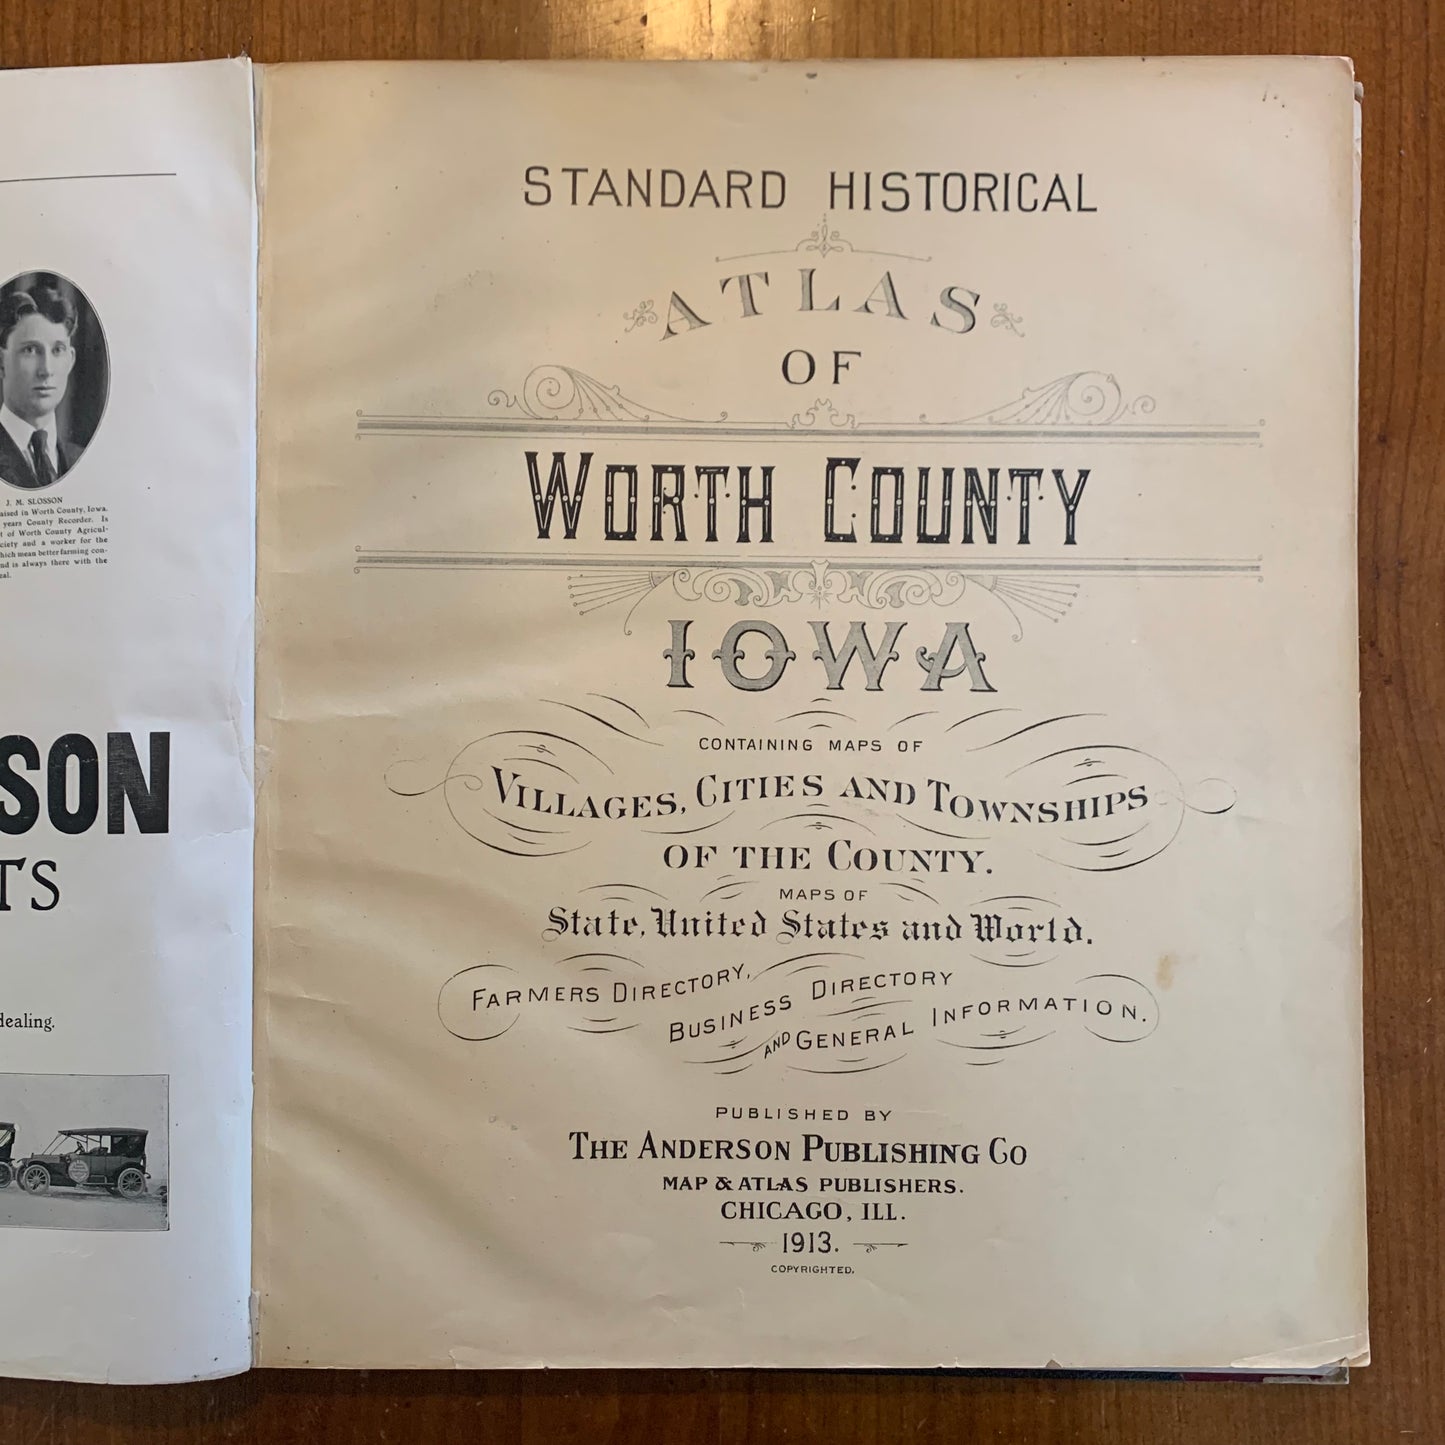 J. M. SLOSSON
aised in Worth County, Iowa.
years County Recorder. Is
t of Worth County Agricul-
ciety and a worker for the
hich mean better farming con-
nd is always there with the
eal.
SON
TS
dealing.
STANDARD HISTORICAL
ATLAS
OF
WORTH COUNTY
IOWA
CONTAINING MAPS OF
VILLAGES, CITIES AND TOWNSHIPS
OF THE COUNTY.
MAPS OF
State, United States and World.
FARMERS DIRECTORY,
BUSINESS DIRECTORY
AND GENERAL INFORMATION.
PUBLISHED BY
THE ANDERSON PUBLISHING CO
MAP & ATLAS PUBLISHERS.
CHICAGO, ILL.
1913.
COPYRIGHTED.